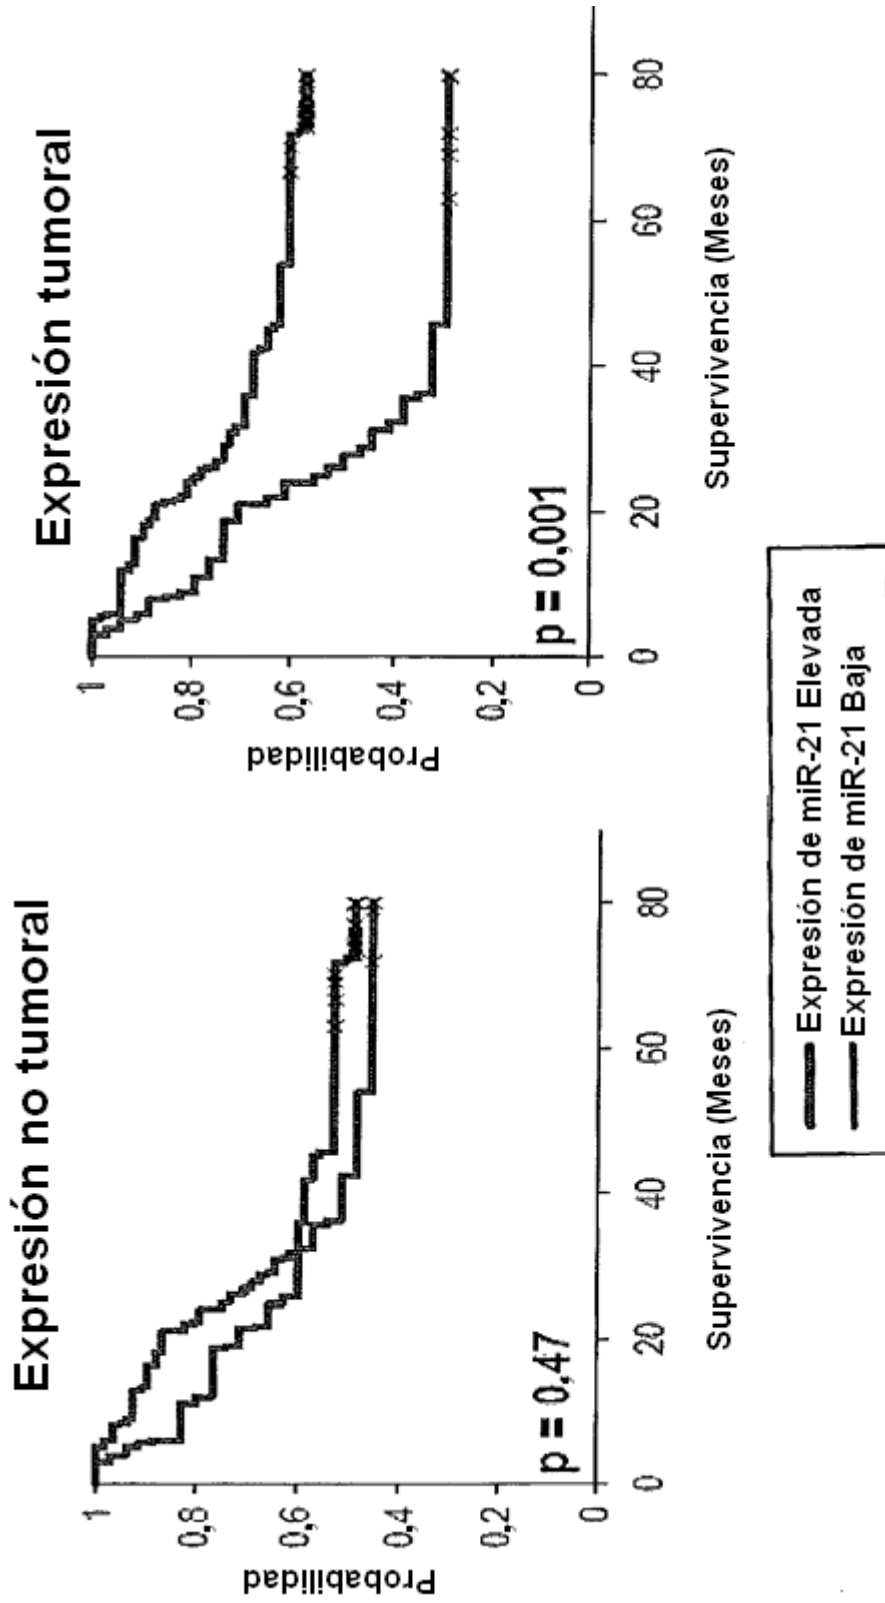 Expresión no tumoral
Probabilidad
1
0,8
0,6
0,4
0,2
0
p = 0,47
0
20
40
60
80
Supervivencia (Meses)
Expresión tumoral
Probabilidad
1
0,8
0,6
0,4
0,2
0
p = 0,001
0
20
40
60
80
Supervivencia (Meses)
Expresión de miR-21 Elevada
Expresión de miR-21 Baja